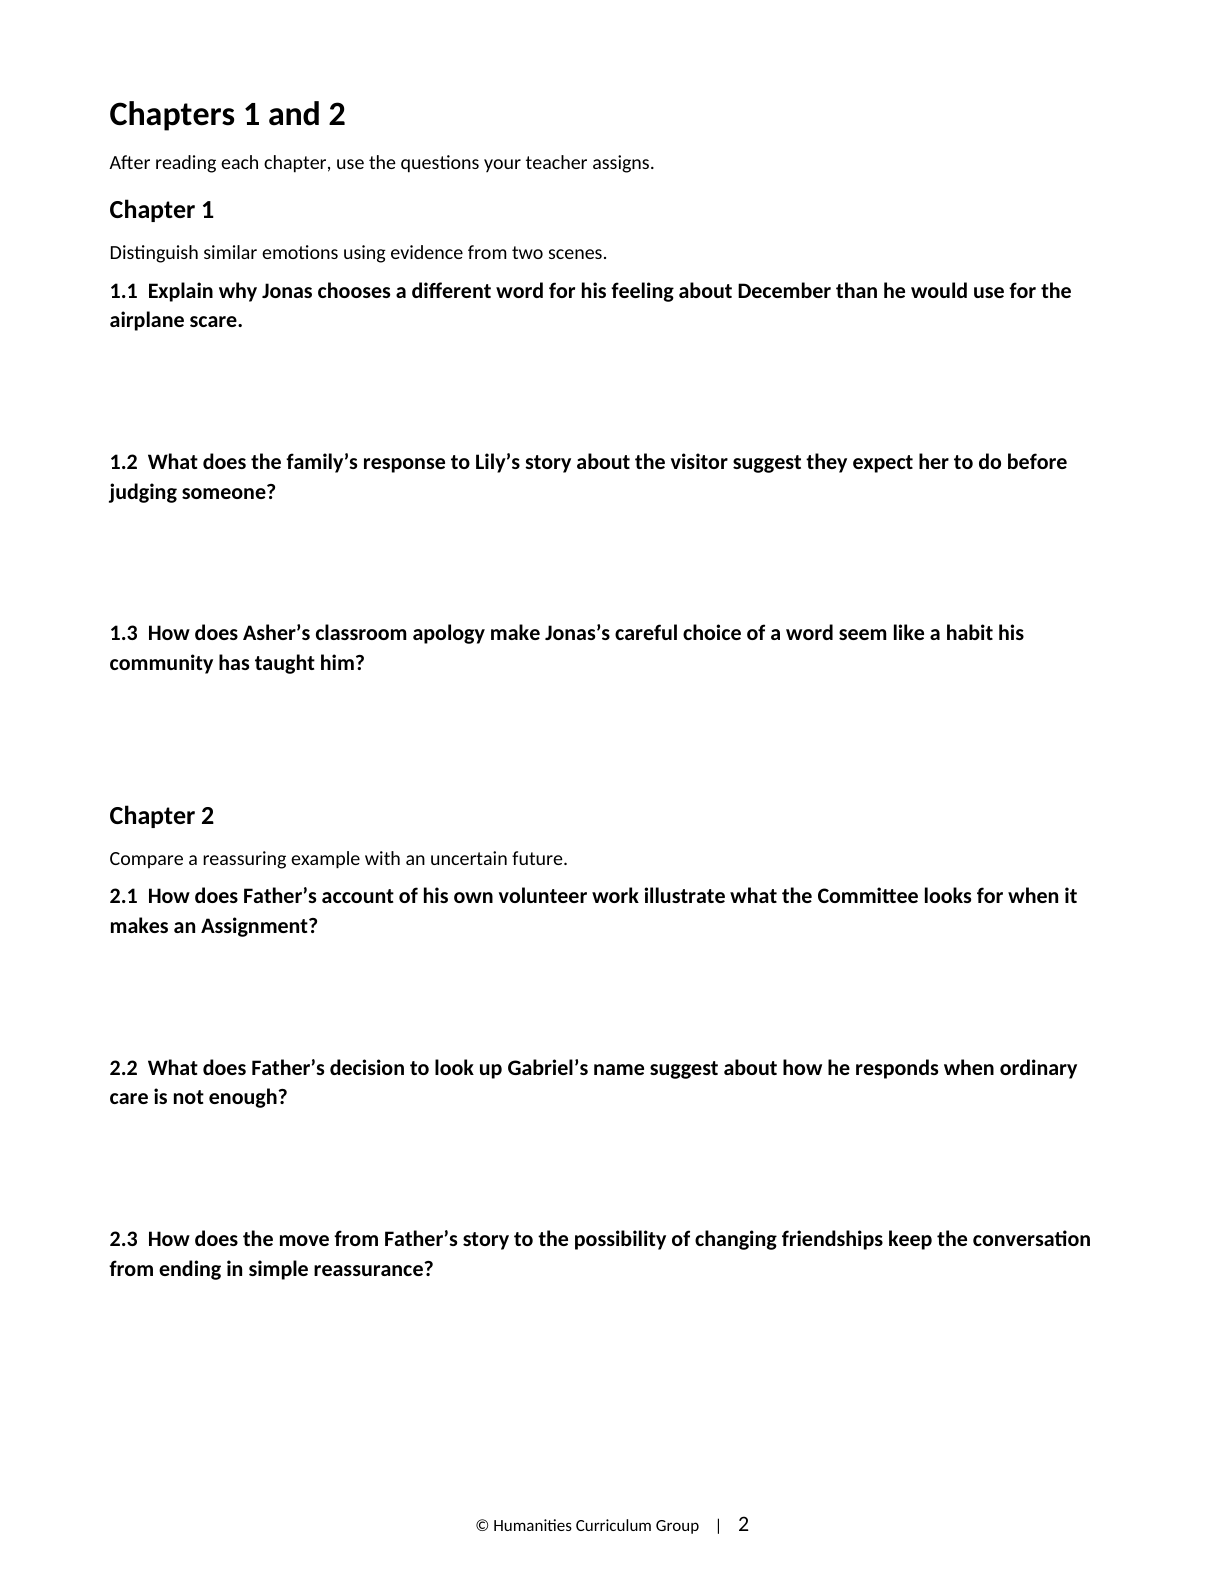 Chapters 1 and 2
After reading each chapter, use the questions your teacher assigns.
Chapter 1
Distinguish similar emotions using evidence from two scenes.
1.1  Explain why Jonas chooses a different word for his feeling about December than he would use for the
airplane scare.
1.2  What does the family’s response to Lily’s story about the visitor suggest they expect her to do before
judging someone?
1.3  How does Asher’s classroom apology make Jonas’s careful choice of a word seem like a habit his
community has taught him?
Chapter 2
Compare a reassuring example with an uncertain future.
2.1  How does Father’s account of his own volunteer work illustrate what the Committee looks for when it
makes an Assignment?
2.2  What does Father’s decision to look up Gabriel’s name suggest about how he responds when ordinary
care is not enough?
2.3  How does the move from Father’s story to the possibility of changing friendships keep the conversation
from ending in simple reassurance?
© Humanities Curriculum Group | 2